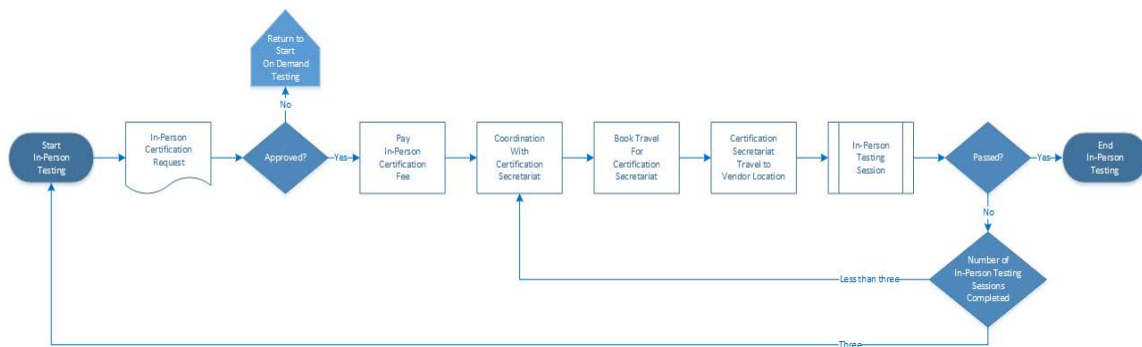 Return to
Start
On Demand
Testing
No
Start
In-Person
Testing
In-Person
Certification
Request
Approved?
Yes
Pay
In-Person
Certification
Fee
Coordination
With
Certification
Secretariat
Book Travel
For
Certification
Secretariat
Certification
Secretariat
Travel to
Vendor Location
In-Person
Testing
Session
Passed?
Yes
End
In-Person
Testing
No
Number of
In-Person Testing
Sessions
Completed
Less than three
Three